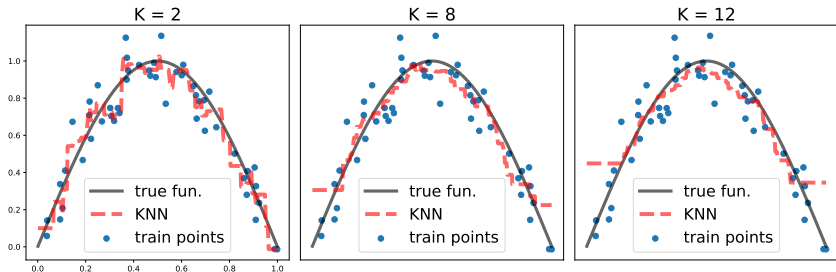 K = 2
K = 8
K = 12
1.0
0.8
0.6
0.4
0.2
0.0
0.0 0.2 0.4 0.6 0.8 1.0
true fun.
KNN
train points
true fun.
KNN
train points
true fun.
KNN
train points